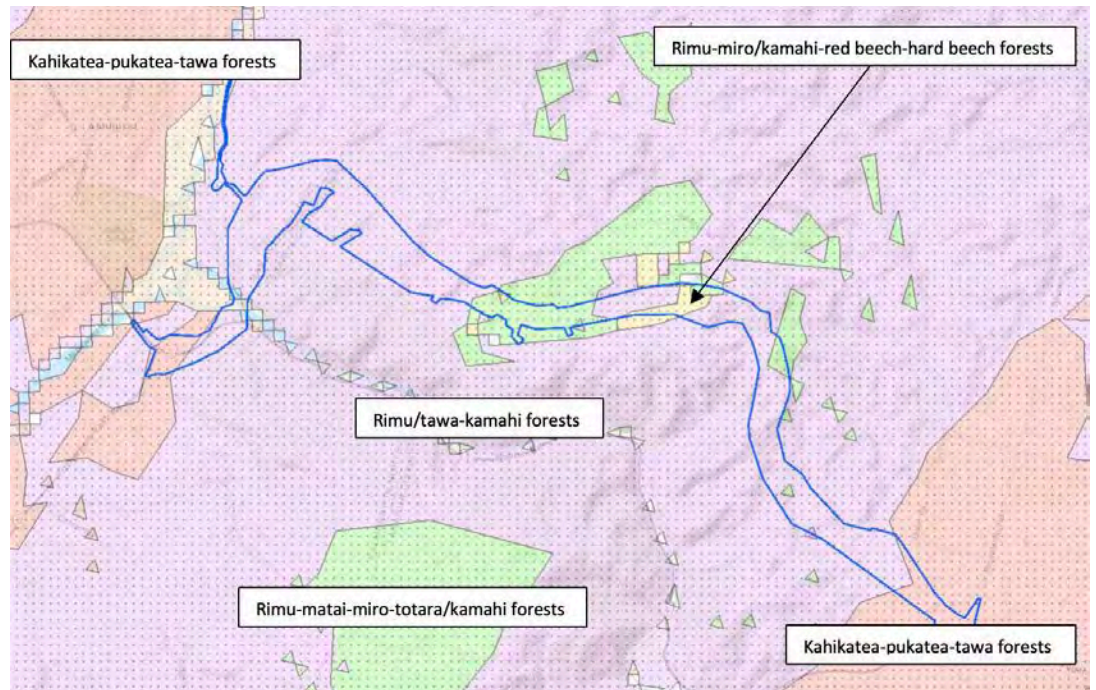 Kahikatea-pukatea-tawa forests
Rimu-miro/kamahi-red beech-hard beech forests
Rimu/tawa-kamahi forests
Rimu-matai-miro-totara/kamahi forests
Kahikatea-pukatea-tawa forests